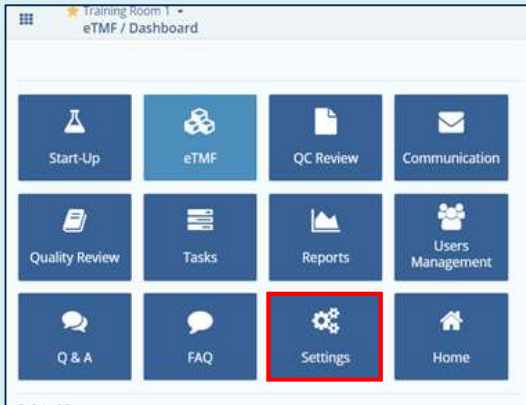 Training Room 1
eTMF / Dashboard
Start-Up
eTMF
QC Review
Communication
Quality Review
Tasks
Reports
Users
Management
Q & A
FAQ
Settings
Home